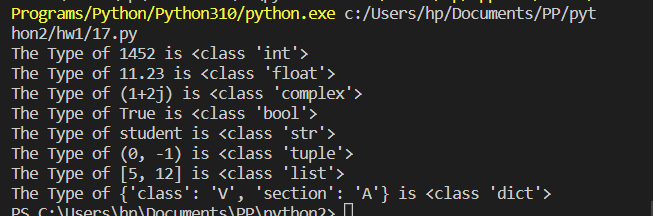 Programs/Python/Python310/python.exe c:/Users/hp/Documents/PP/pyt
hon2/hw1/17.py
The Type of 1452 is <class 'int'>
The Type of 11.23 is <class 'float'>
The Type of (1+2j) is <class 'complex'>
The Type of True is <class 'bool'>
The Type of student is <class 'str'>
The Type of (0, -1) is <class 'tuple'>
The Type of [5, 12] is <class 'list'>
The Type of {'class': 'V', 'section': 'A'} is <class 'dict'>
PS C:\Users\hp\Documents\PP\python2>